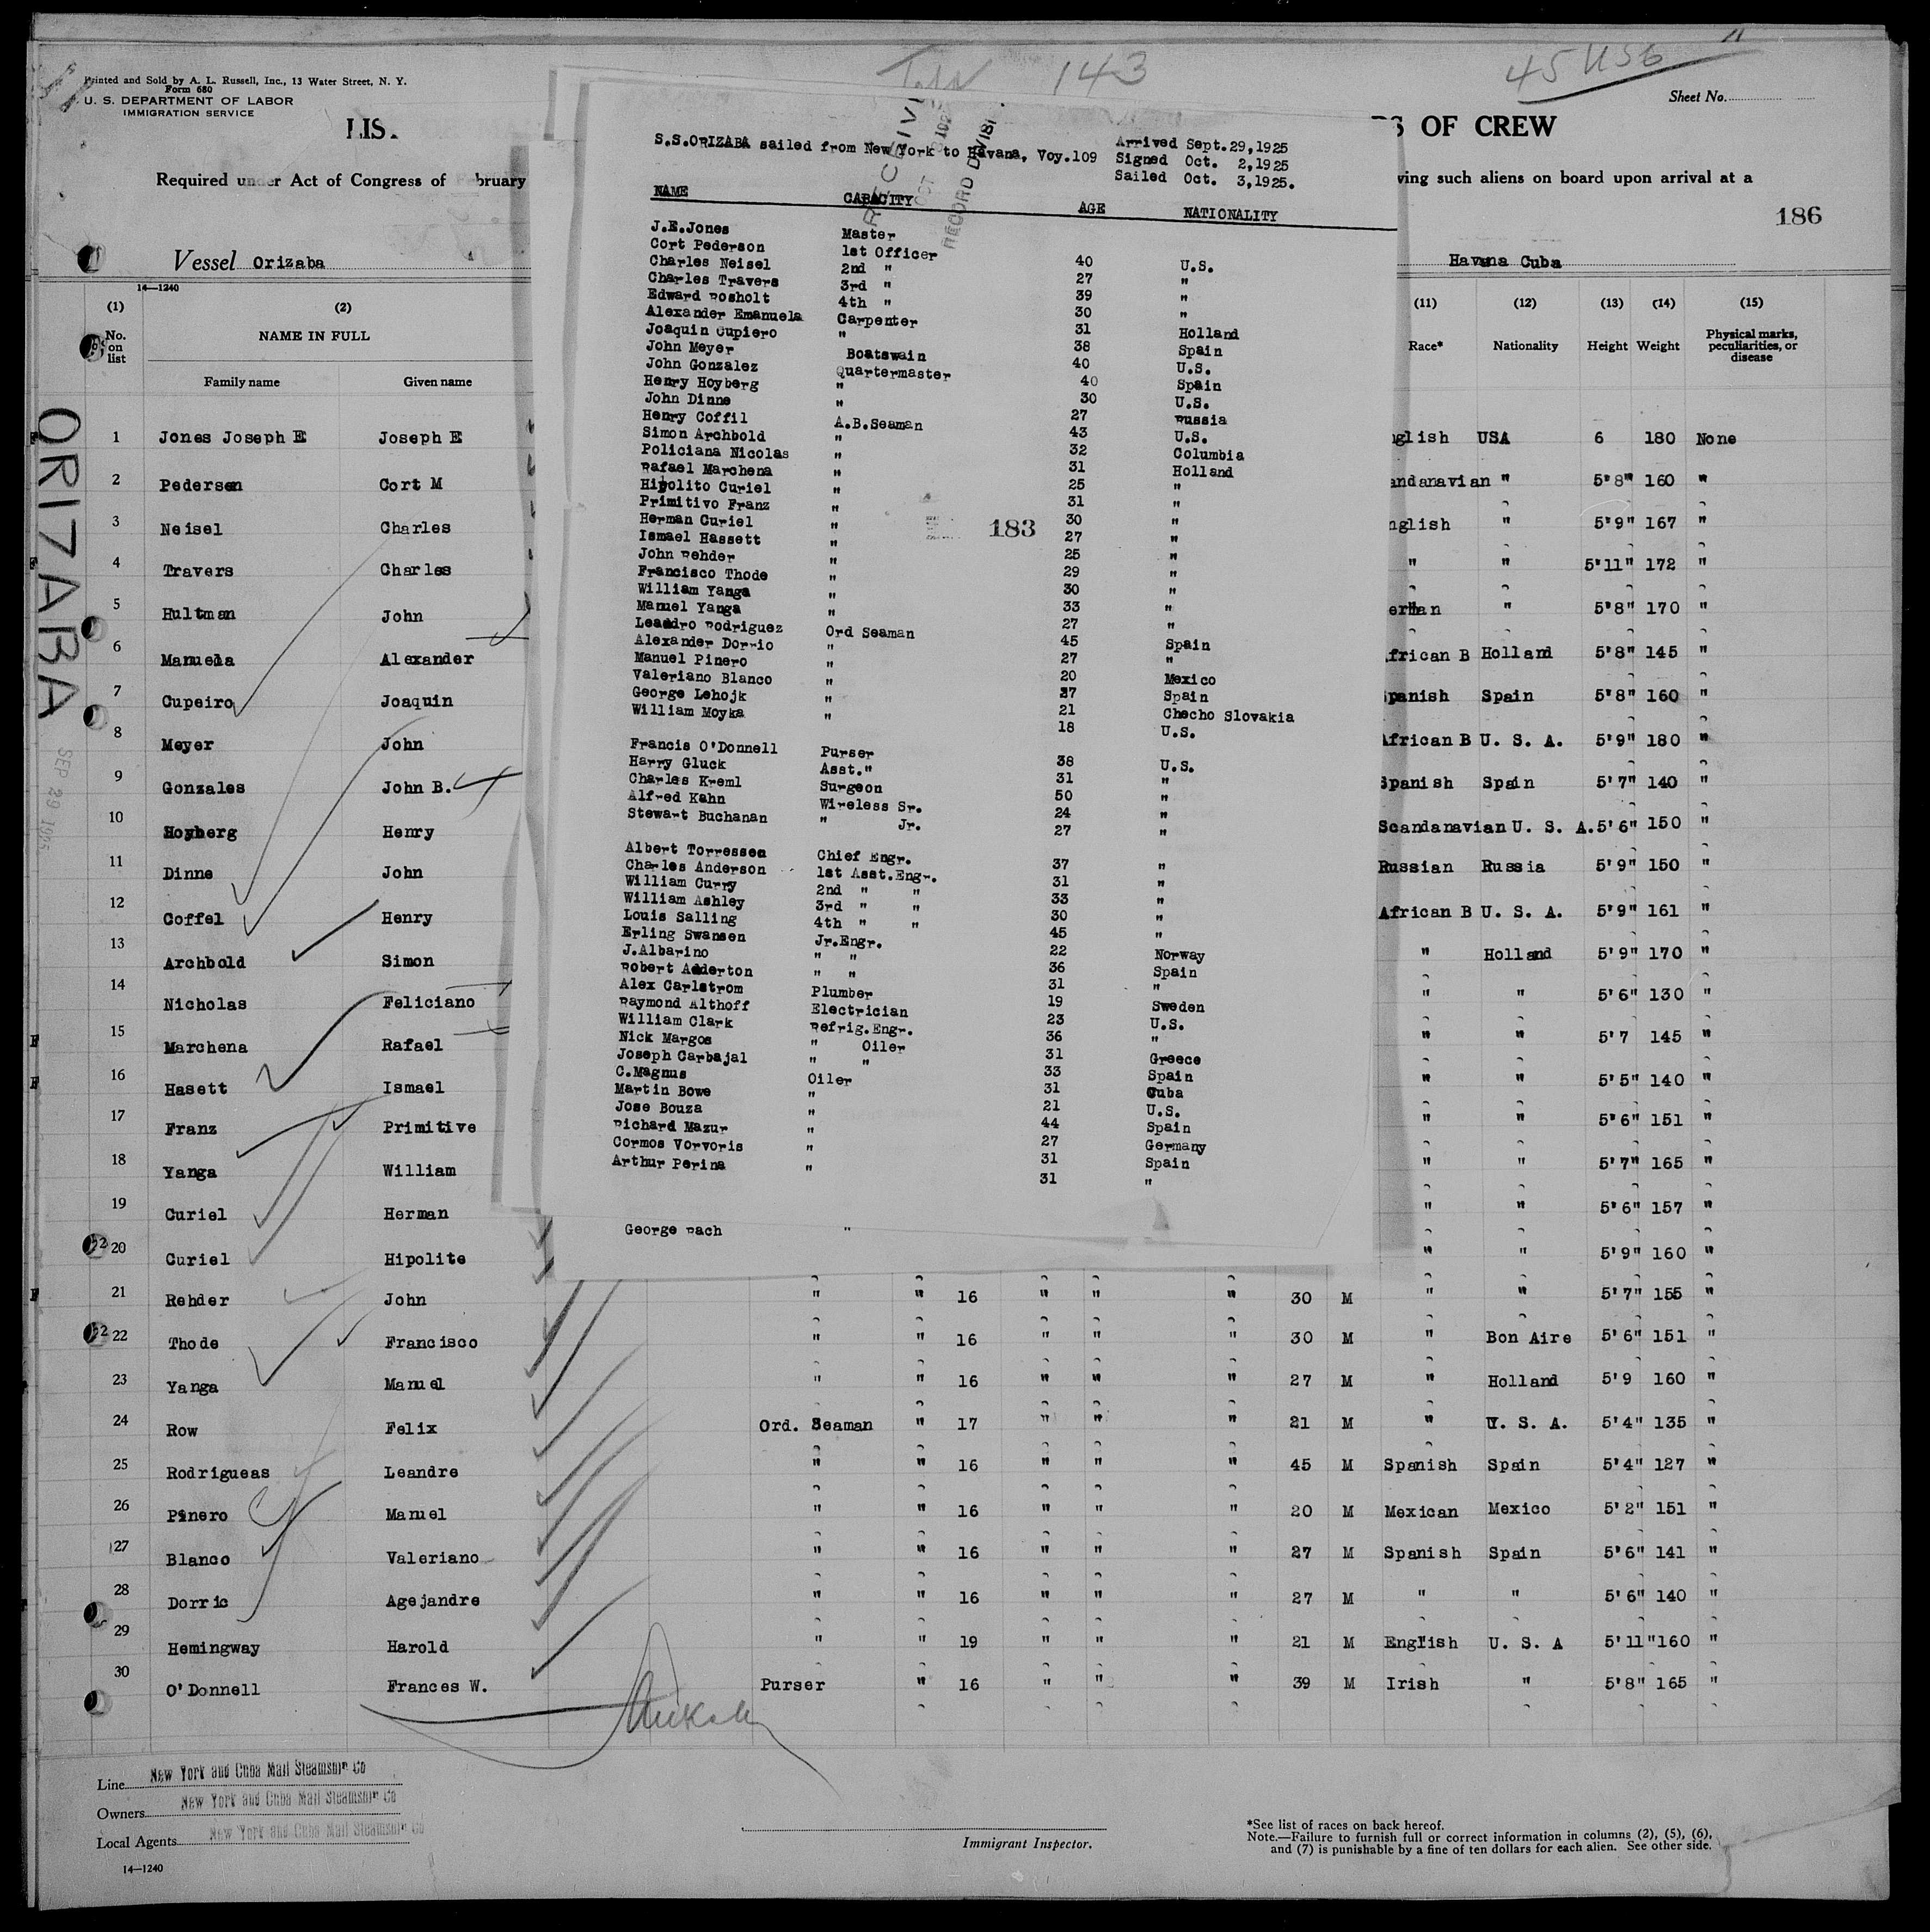 45 USB
143
Printed and Sold by A. L. Russell, Inc., 13 Water Street, N. Y.
Form 680
U. S. DEPARTMENT OF LABOR
IMMIGRATION SERVICE
Sheet No.
LIS
S OF CREW
Required under Act of Congress of February
ving such aliens on board upon arrival at a
186
Vessel Orizaba
Havana Cuba
14—1240
(1) (2) (11) (12) (13) (14) (15)
No. on list NAME IN FULL Race* Nationality Height Weight Physical marks, peculiarities, or disease
Family name Given name
ORIZABA
SEP 29 1925
1 Jones Joseph E Joseph E glish USA 6 180 None
2 Pedersen Cort M andanavian " 5'8" 160 "
3 Neisel Charles nglish " 5'9" 167 "
4 Travers Charles " " 5'11" 172 "
5 Hultman John erman " 5'8" 170 "
6 Manuela Alexander frican B Holland 5'8" 145 "
7 Cupeiro Joaquin panish Spain 5'8" 160 "
8 Meyer John African B U. S. A. 5'9" 180 "
9 Gonzales John B. Spanish Spain 5'7" 140 "
10 Hoyberg Henry Scandanavian U. S. A. 5'6" 150 "
11 Dinne John Russian Russia 5'9" 150 "
12 Coffel Henry African B U. S. A. 5'9" 161 "
13 Archbold Simon " Holland 5'9" 170 "
14 Nicholas Feliciano " " 5'6" 130 "
15 Marchena Rafael " " 5'7 145 "
16 Hasett Ismael " " 5'5" 140 "
17 Franz Primitive " " 5'6" 151 "
18 Yanga William " " 5'7" 165 "
19 Curiel Herman " " 5'6" 157 "
20 Curiel Hipolite " " 5'9" 160 "
21 Rehder John " " 16 " " " 30 M " " 5'7" 155 "
22 Thode Francisco " " 16 " " " 30 M " Bon Aire 5'6" 151 "
23 Yanga Manuel " " 16 " " " 27 M " Holland 5'9 160 "
24 Row Felix Ord. Seaman " 17 " " " 21 M " U. S. A. 5'4" 135 "
25 Rodrigueas Leandre " " 16 " " " 45 M Spanish Spain 5'4" 127 "
26 Pinero Manuel " " 16 " " " 20 M Mexican Mexico 5'2" 151 "
27 Blanco Valeriano " " 16 " " " 27 M Spanish Spain 5'6" 141 "
28 Dorric Agejandre " " 16 " " " 27 M " " 5'6" 140 "
29 Hemingway Harold " " 19 " " " 21 M English U. S. A 5'11" 160 "
30 O'Donnell Frances W. Purser " 16 " " " 39 M Irish " 5'8" 165 "
Line New York and Cuba Mail Steamship Co
Owners New York and Cuba Mail Steamship Co
Local Agents New York and Cuba Mail Steamship Co
14—1240
Immigrant Inspector.
*See list of races on back hereof.
Note.—Failure to furnish full or correct information in columns (2), (5), (6),
and (7) is punishable by a fine of ten dollars for each alien. See other side.
S.S.ORIZABA sailed from New York to Havana, Voy.109
Arrived Sept.29,1925
Signed Oct. 2,1925
Sailed Oct. 3,1925.
RECORD DIV
NAME CAPACITY AGE NATIONALITY
J.E.Jones Master
Cort Pederson 1st Officer 40 U.S.
Charles Neisel 2nd " 27 "
Charles Travers 3rd " 39 "
Edward Bosholt 4th " 30 "
Alexander Emanuela Carpenter 31 Holland
Joaquin Cupiero " 38 Spain
John Meyer Boatswain 40 U.S.
John Gonzalez Quartermaster 40 Spain
Henry Hoyberg " 30 U.S.
John Dinne " 27 Russia
Henry Coffil A.B.Seaman 43 U.S.
Simon Archbold " 32 Columbia
Policiana Nicolas " 31 Holland
Rafael Marchena " 25 "
Hipolito Curiel " 31 "
Primitivo Franz " 30 "
Herman Curiel " 27 "
183
Ismael Hassett " 25 "
John Rehder " 29 "
Francisco Thode " 30 "
William Yanga " 33 "
Manuel Yanga " 27 "
Leandro Rodriguez Ord Seaman 45 Spain
Alexander Dorrio " 27 "
Manuel Pinero " 20 Mexico
Valeriano Blanco " 27 Spain
George Lehojk " 21 Checho Slovakia
William Moyka " 18 U.S.
Francis O'Donnell Purser 38 U.S.
Harry Gluck Asst." 31 "
Charles Kreml Surgeon 50 "
Alfred Kahn Wireless Sr. 24 "
Stewart Buchanan " Jr. 27 "
Albert Torressen Chief Engr. 37 "
Charles Anderson 1st Asst.Engr. 31 "
William Curry 2nd " " 33 "
William Ashley 3rd " " 30 "
Louis Salling 4th " " 45 "
Erling Swansen Jr.Engr. 22 Norway
J.Albarino " " 36 Spain
Robert Adderton " " 31 "
Alex Carlstrom Plumber 19 Sweden
Raymond Althoff Electrician 23 U.S.
William Clark Refrig.Engr. 36 "
Nick Margos " Oiler 31 Greece
Joseph Carbajal " " 33 Spain
C.Magnus Oiler 31 Cuba
Martin Bowe " 21 U.S.
Jose Bouza " 44 Spain
Richard Mazur " 27 Germany
Cormos Vorvoris " 31 Spain
Arthur Perina " 31 "
George Bach "